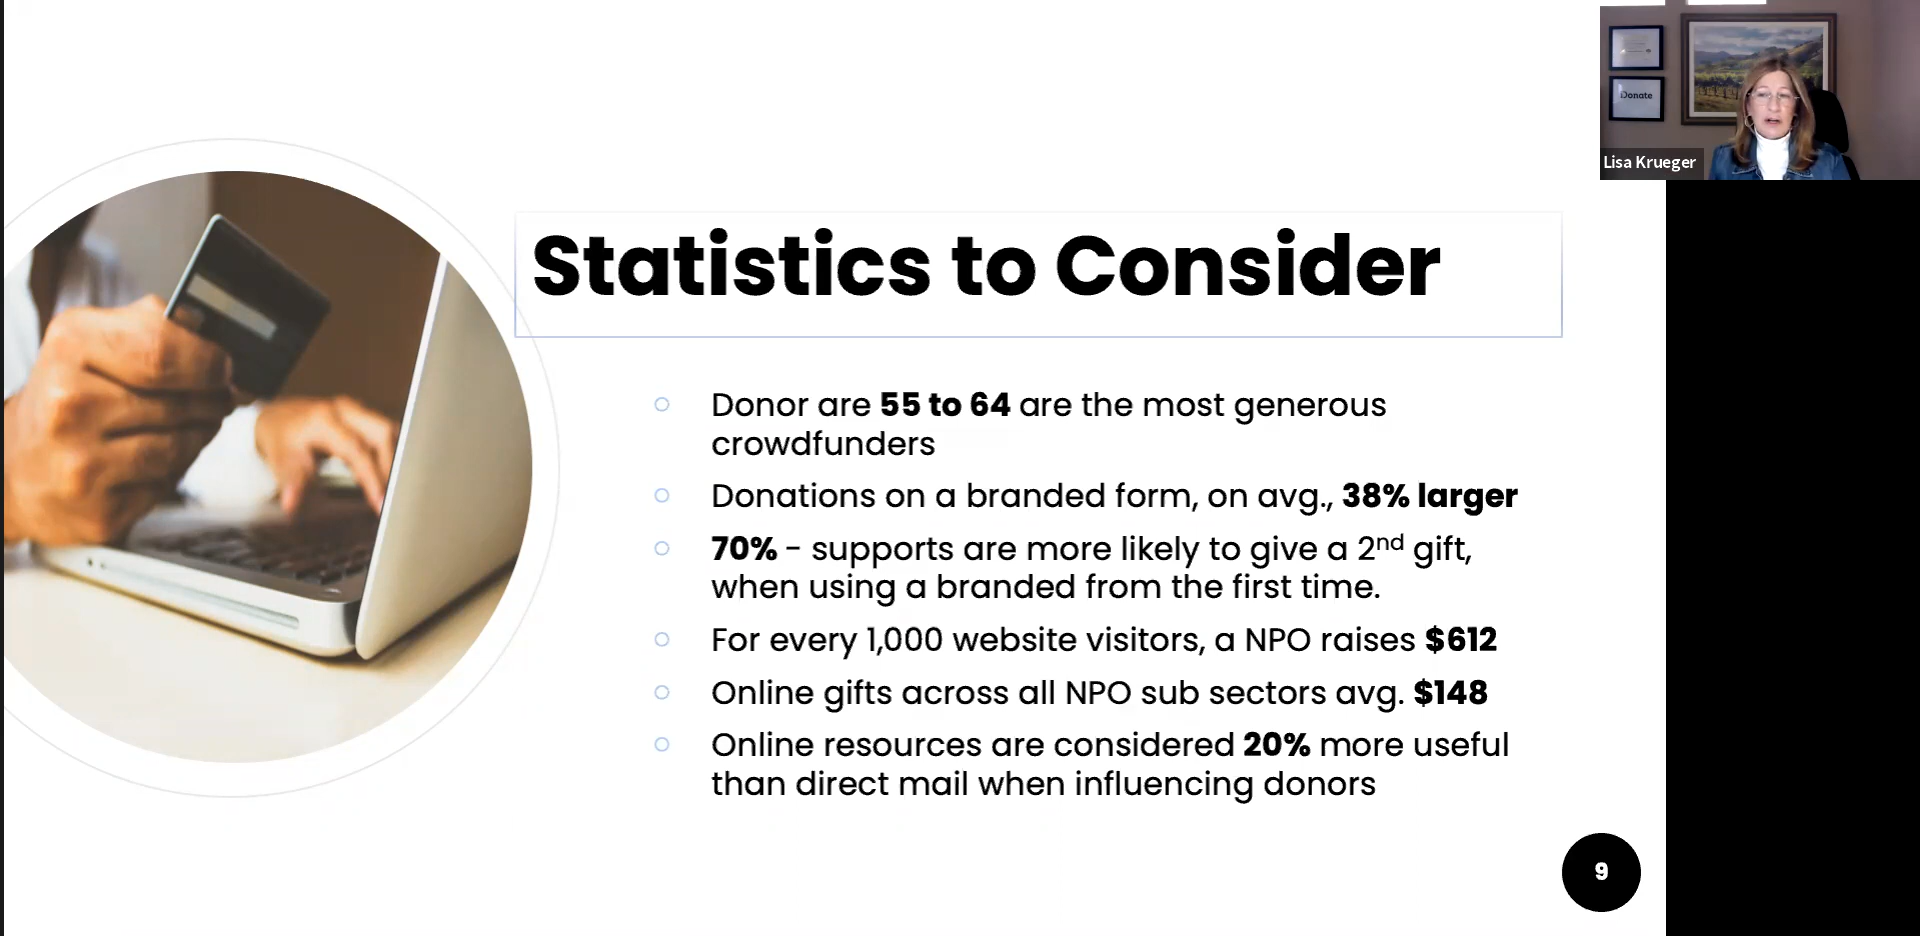 Donate
Lisa Krueger
Statistics to Consider
Donor are 55 to 64 are the most generous
crowdfunders
Donations on a branded form, on avg., 38% larger
70% - supports are more likely to give a 2nd gift,
when using a branded from the first time.
For every 1,000 website visitors, a NPO raises $612
Online gifts across all NPO sub sectors avg. $148
Online resources are considered 20% more useful
than direct mail when influencing donors
9